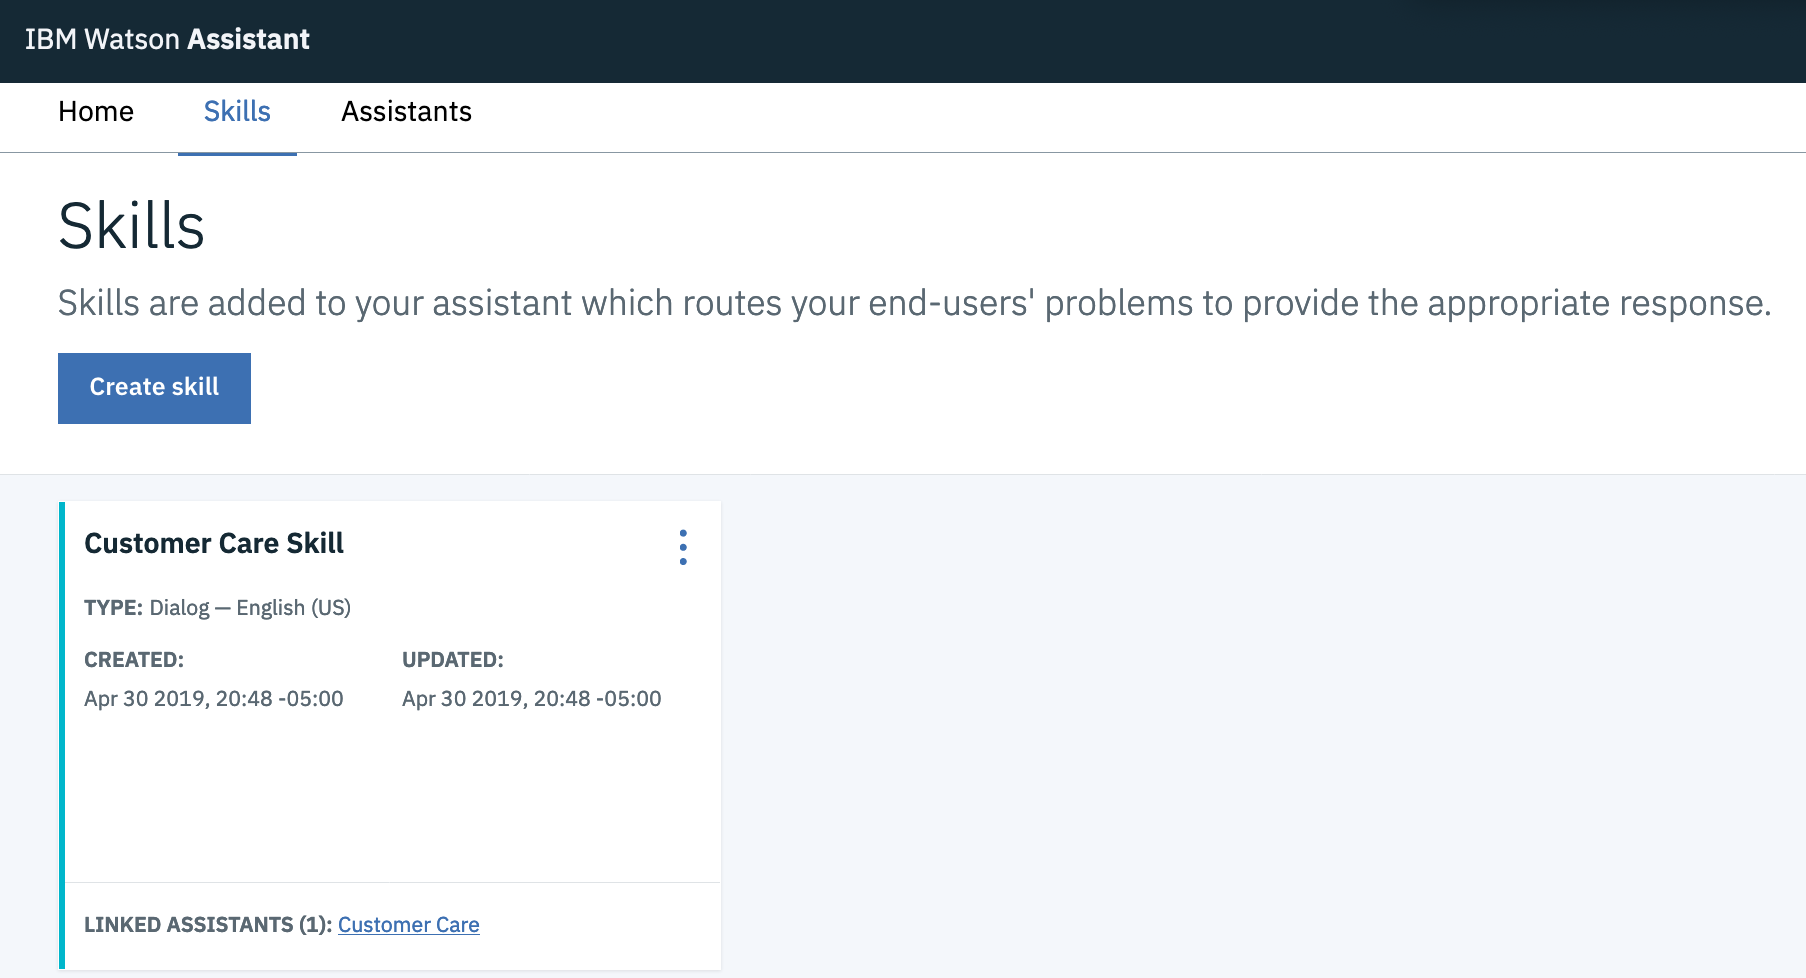 IBM Watson Assistant
Home Skills Assistants
Skills
Skills are added to your assistant which routes your end-users' problems to provide the appropriate response.
Create skill
Customer Care Skill
TYPE: Dialog — English (US)
CREATED: UPDATED:
Apr 30 2019, 20:48 -05:00 Apr 30 2019, 20:48 -05:00
LINKED ASSISTANTS (1): Customer Care